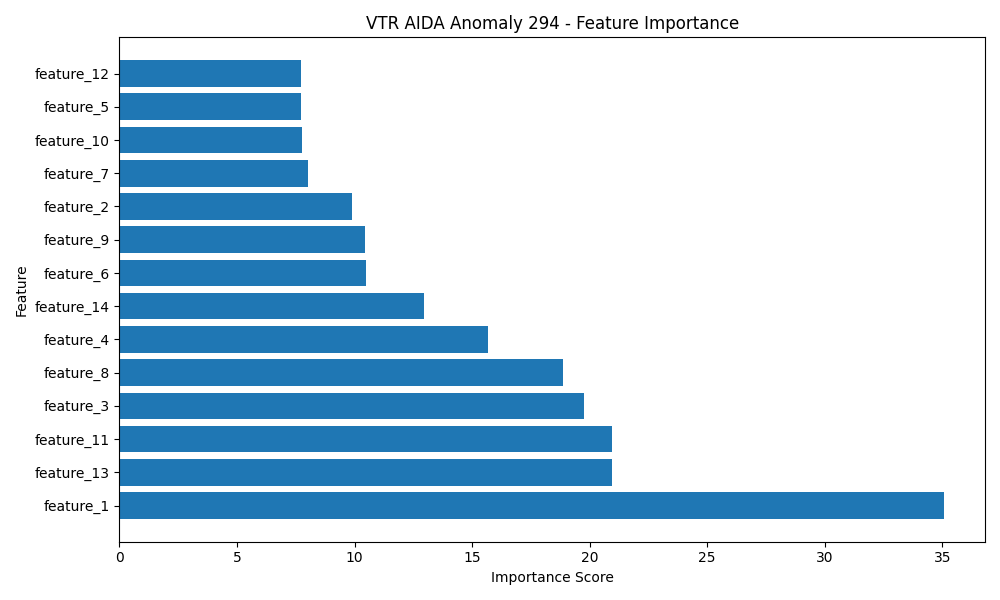 VTR AIDA Anomaly 294 - Feature Importance
feature_12
feature_5
feature_10
feature_7
feature_2
feature_9
feature_6
feature_14
feature_4
feature_8
feature_3
feature_11
feature_13
feature_1
Feature
0 5 10 15 20 25 30 35
Importance Score